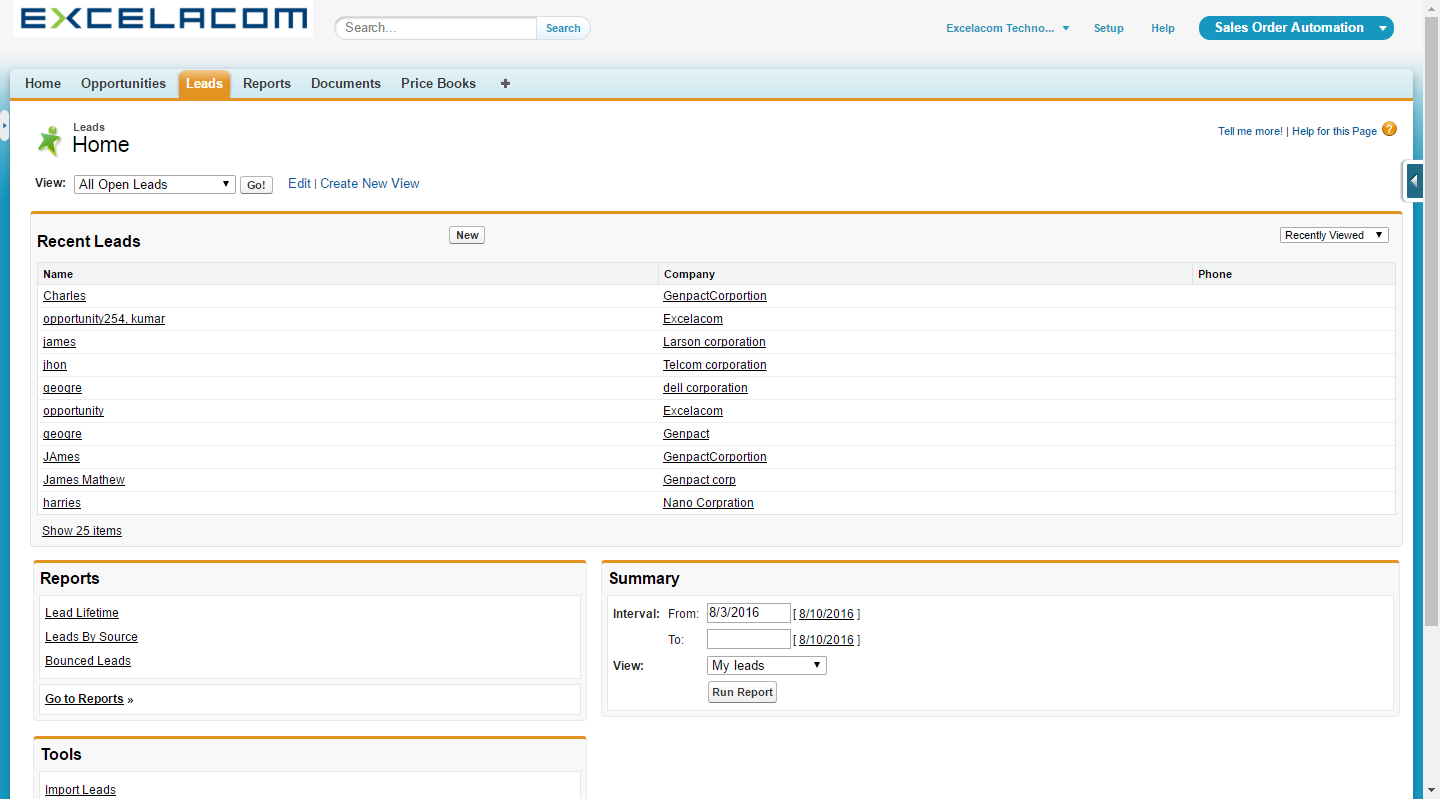 EXCELACOM
Search... Search
Excelacom Techno... Setup Help Sales Order Automation
Home Opportunities Leads Reports Documents Price Books
Leads
Home
Tell me more! | Help for this Page ?
View: All Open Leads Go! Edit | Create New View
Recent Leads New Recently Viewed
Name Company Phone
Charles GenpactCorportion
opportunity254, kumar Excelacom
james Larson corporation
jhon Telcom corporation
geogre dell corporation
opportunity Excelacom
geogre Genpact
JAmes GenpactCorportion
James Mathew Genpact corp
harries Nano Corpration
Show 25 items
Reports
Lead Lifetime
Leads By Source
Bounced Leads
Go to Reports »
Summary
Interval: From: 8/3/2016 [ 8/10/2016 ]
To: [ 8/10/2016 ]
View: My leads
Run Report
Tools
Import Leads